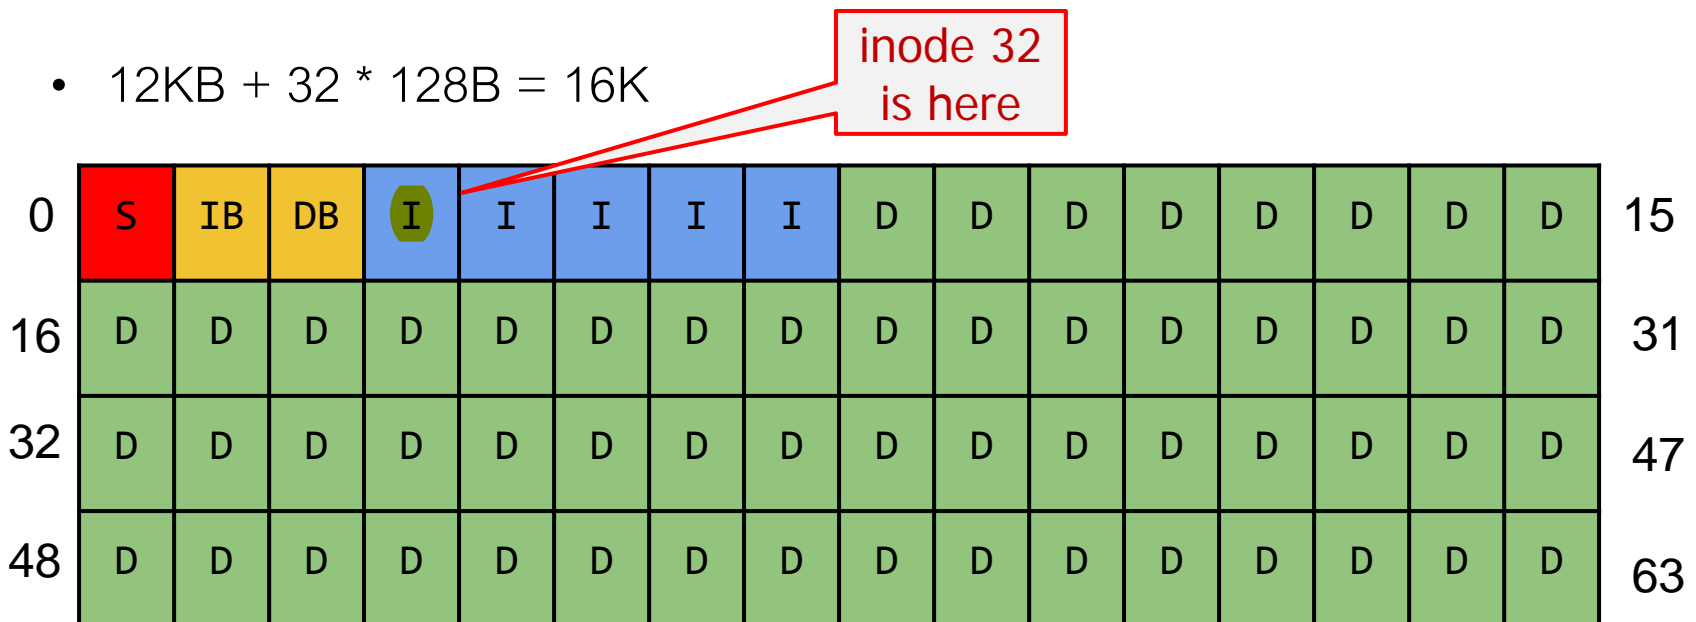 inode 32
is here
• 12KB + 32 * 128B = 16K
0 S IB DB I I I I I D D D D D D D D 15
16 D D D D D D D D D D D D D D D D 31
32 D D D D D D D D D D D D D D D D 47
48 D D D D D D D D D D D D D D D D 63